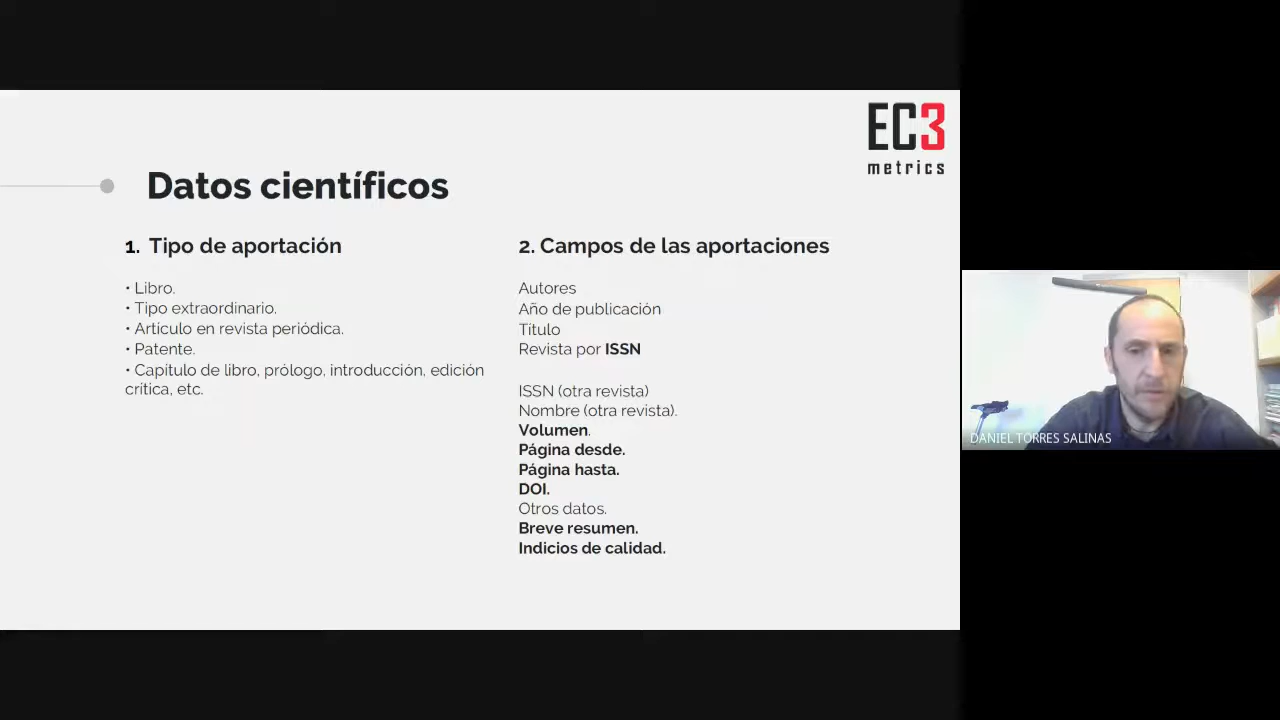 EC3
metrics
Datos científicos
1. Tipo de aportación
• Libro.
• Tipo extraordinario.
• Articulo en revista periódica.
• Patente.
• Capítulo de libro, prólogo, introducción, edición
crítica, etc.
2. Campos de las aportaciones
Autores
Año de publicación
Título
Revista por ISSN
ISSN (otra revista)
Nombre (otra revista).
Volumen.
Página desde.
Página hasta.
DOI.
Otros datos.
Breve resumen.
Indicios de calidad.
DANIEL TORRES SALINAS